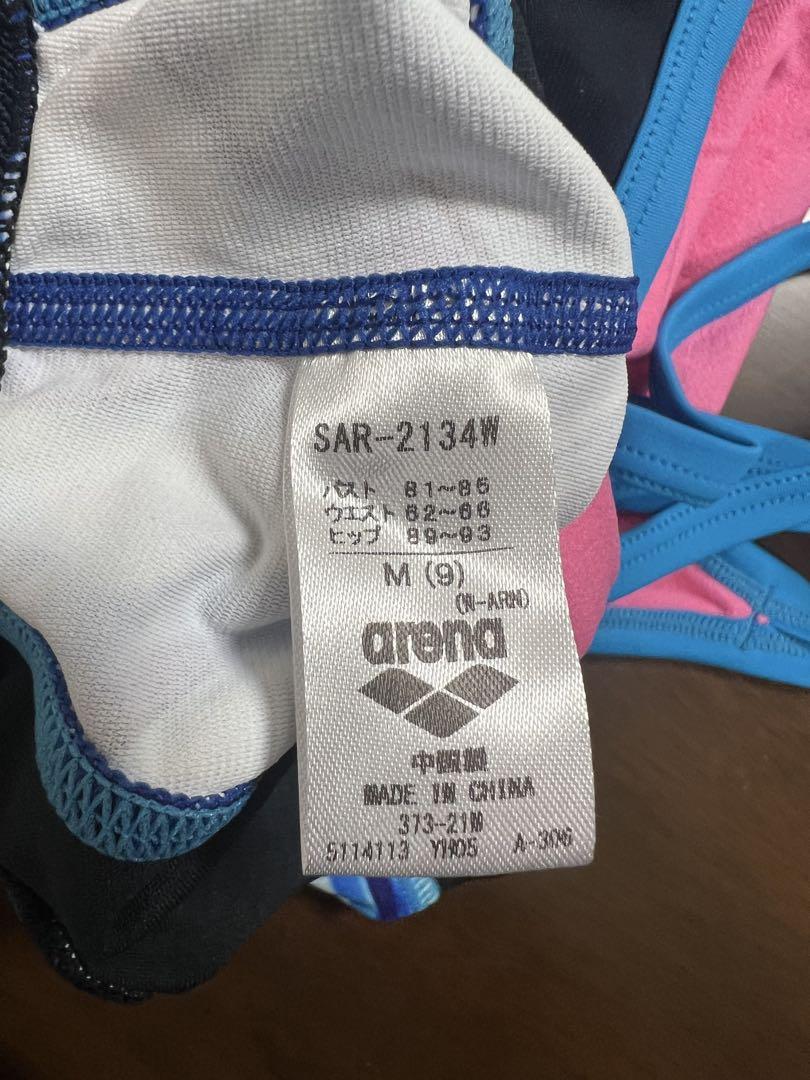 SAR-2134W
バスト 81～85
ウエスト 62～66
ヒップ 89～93
M (9)
(N-ARN)
arena
中国製
MADE IN CHINA
373-21W
5114113 YH05 A-306